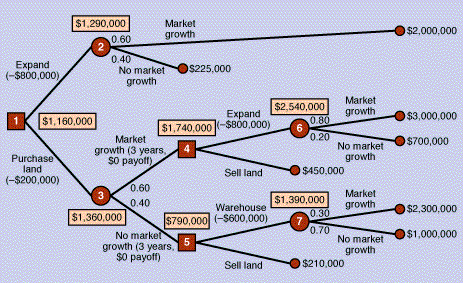 $1,290,000
Market
growth
$2,000,000
2
0.60
0.40
No market
growth
$225,000
Expand
(−$800,000)
1
$1,160,000
Purchase
land
(−$200,000)
$2,540,000
Expand
(−$800,000)
$1,740,000
Market
growth
$3,000,000
6
0.80
0.20
No market
growth
$700,000
Market
growth (3 years,
$0 payoff)
4
Sell land
$450,000
3
0.60
0.40
$1,360,000
$1,390,000
Warehouse
(−$600,000)
$790,000
Market
growth
$2,300,000
7
0.30
0.70
No market
growth
$1,000,000
No market
growth (3 years,
$0 payoff)
5
Sell land
$210,000